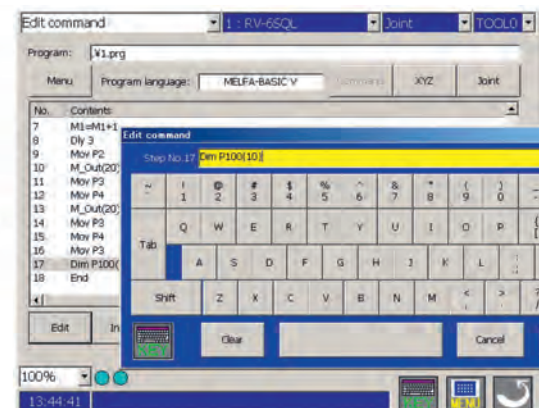 Edit command 1 : RV-6SQL Joint TOOL0
Program: ¥1.prg
Menu Program language: MELFA-BASIC V XYZ Joint
No. Contents
7 M1=M1+1
8 Dly 3
9 Mov P2
10 M_Out(20)
11 Mov P3
12 Mov P4
13 M_Out(20)
14 Mov P3
15 Mov P4
16 Mov P3
17 Dim P100(
18 End
Edit In
Edit command
Step No.17 Dim P100(10)
~ ! @ # $ % ^ & * ( )
1 2 3 4 5 6 7 8 9 0 -
Tab Q W E R T Y U I O P { [
A S D F G H J K L : ;
Shift Z X C V B N M < , > . ? /
Clear Cancel
100%
13:44:41 MENU